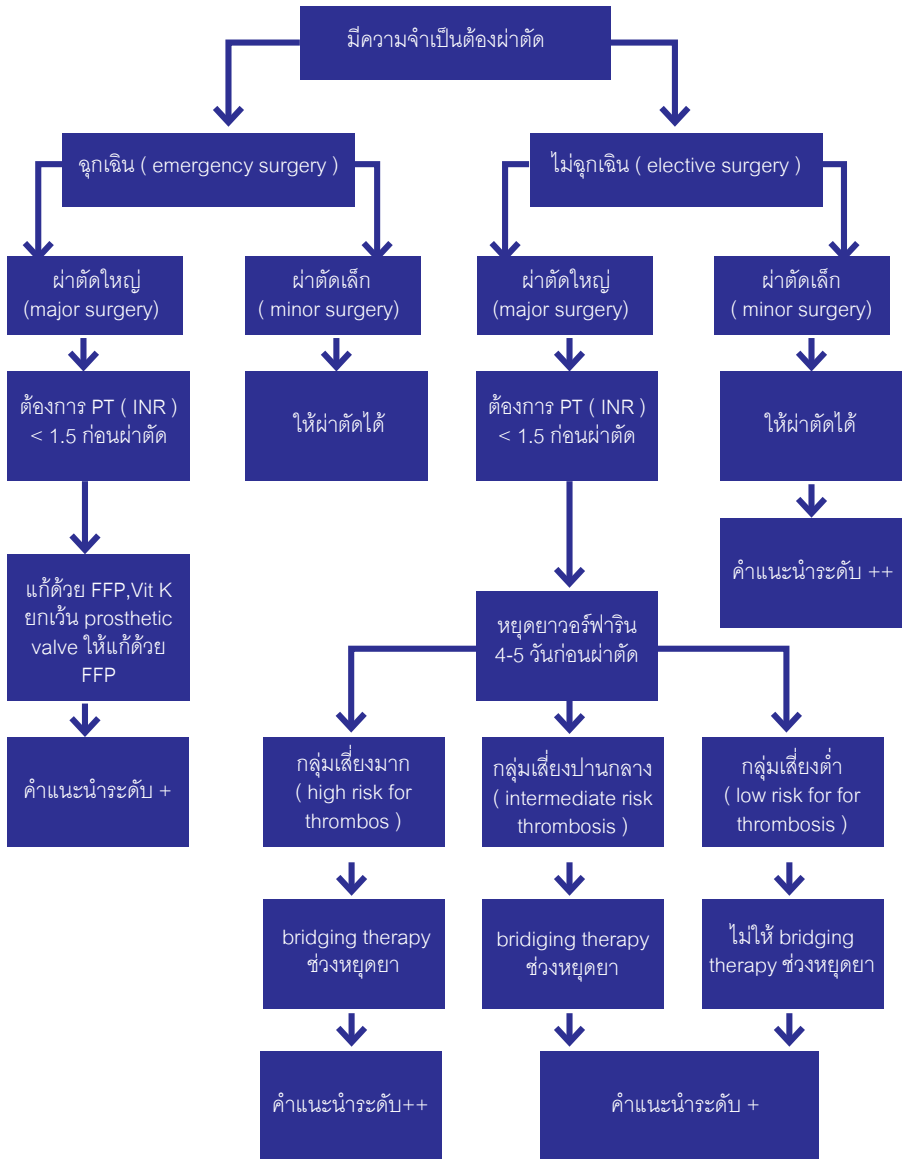 มีความจำเป็นต้องผ่าตัด
ฉุกเฉิน ( emergency surgery )
ไม่ฉุกเฉิน ( elective surgery )
ผ่าตัดใหญ่
(major surgery)
ผ่าตัดเล็ก
( minor surgery)
ผ่าตัดใหญ่
(major surgery)
ผ่าตัดเล็ก
( minor surgery)
ต้องการ PT ( INR )
< 1.5 ก่อนผ่าตัด
ให้ผ่าตัดได้
ต้องการ PT ( INR )
< 1.5 ก่อนผ่าตัด
ให้ผ่าตัดได้
แก้ด้วย FFP,Vit K
ยกเว้น prosthetic
valve ให้แก้ด้วย
FFP
หยุดยาวอร์ฟาริน
4-5 วันก่อนผ่าตัด
คำแนะนำระดับ ++
คำแนะนำระดับ +
กลุ่มเสี่ยงมาก
( high risk for
thrombos )
กลุ่มเสี่ยงปานกลาง
( intermediate risk
thrombosis )
กลุ่มเสี่ยงต่ำ
( low risk for for
thrombosis )
bridging therapy
ช่วงหยุดยา
bridiging therapy
ช่วงหยุดยา
ไม่ให้ bridging
therapy ช่วงหยุดยา
คำแนะนำระดับ++
คำแนะนำระดับ +